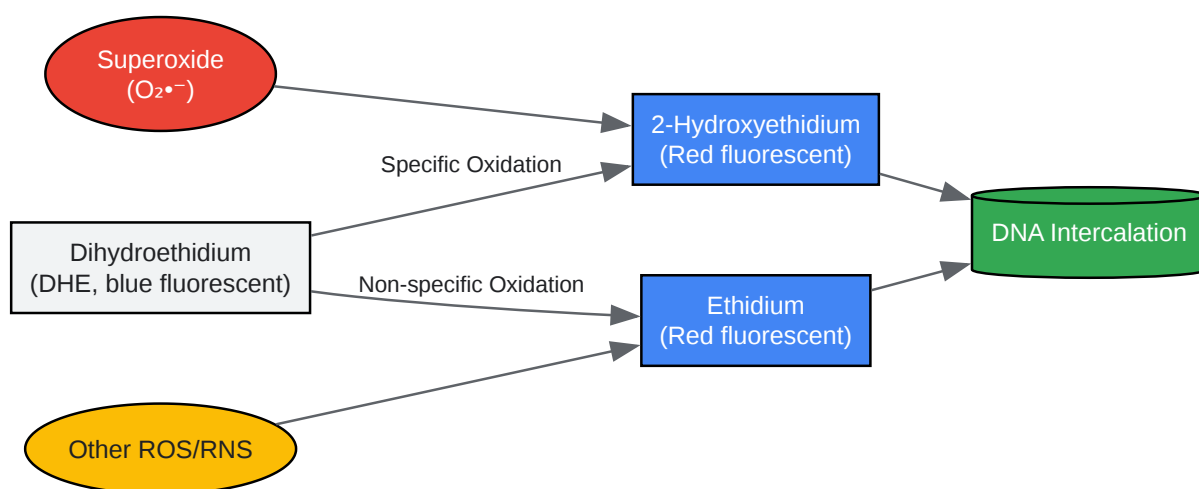 Superoxide
(O₂•⁻)
2-Hydroxyethidium
(Red fluorescent)
Specific Oxidation
DNA Intercalation
Dihydroethidium
(DHE, blue fluorescent)
Non-specific Oxidation
Ethidium
(Red fluorescent)
Other ROS/RNS